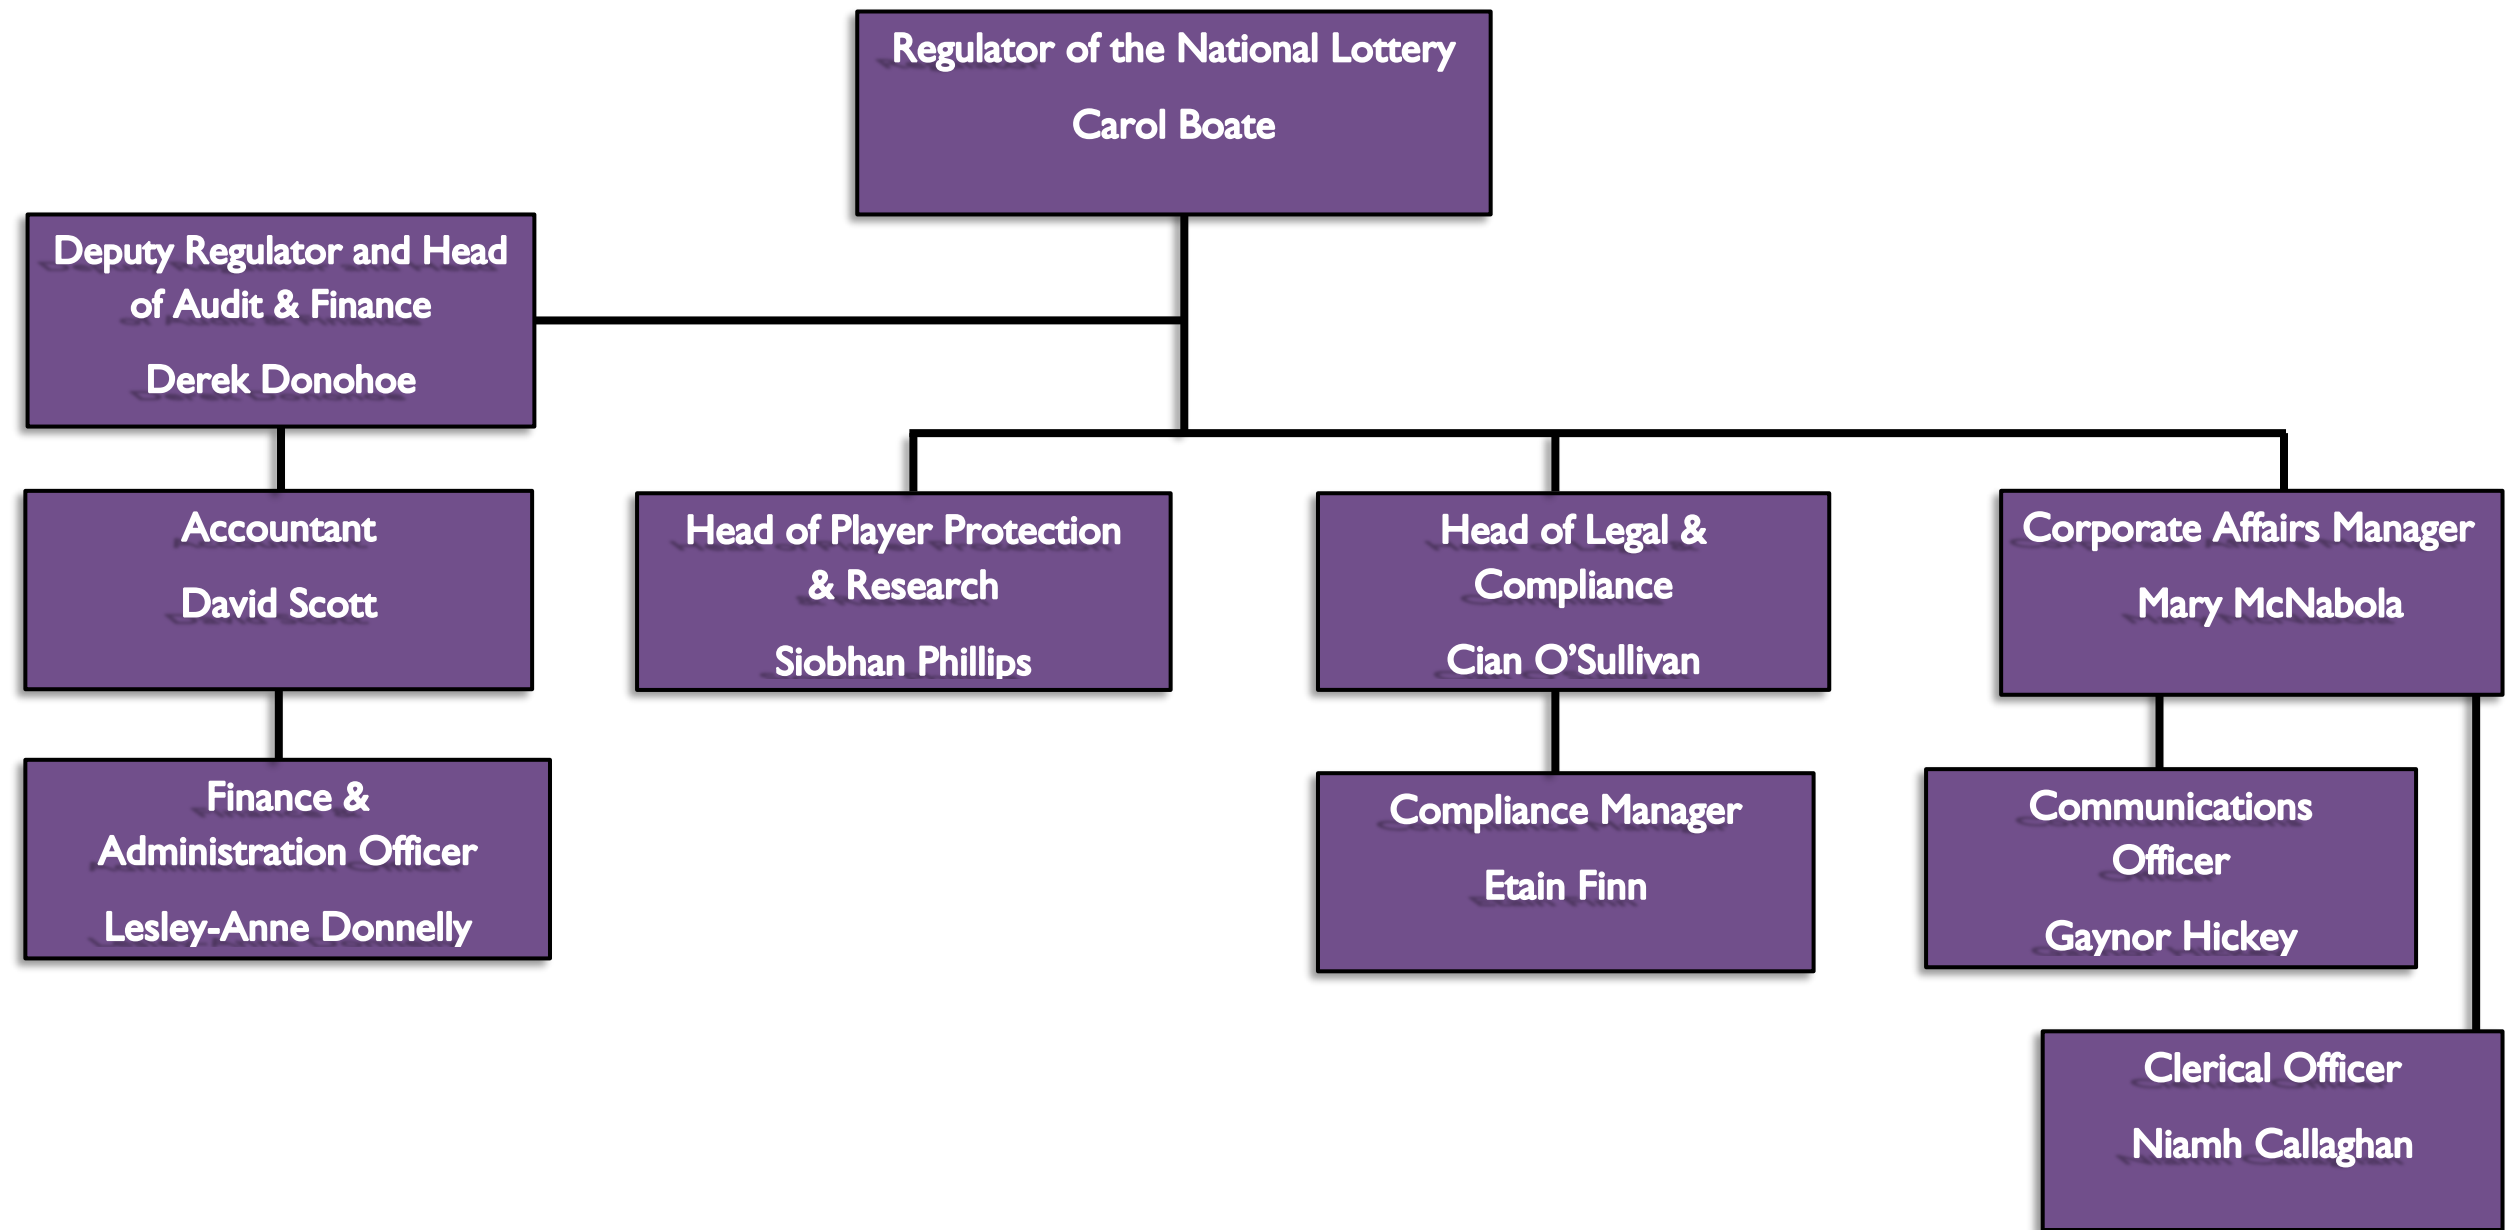 Regulator of the National Lottery
Carol Boate
Deputy Regulator and Head
of Audit & Finance
Derek Donohoe
Accountant
David Scott
Head of Player Protection
& Research
Siobhan Phillips
Head of Legal &
Compliance
Cian O’Sullivan
Corporate Affairs Manager
Mary McNabola
Finance &
Administration Officer
Lesley-Anne Donnelly
Compliance Manager
Etain Finn
Communications
Officer
Gaynor Hickey
Clerical Officer
Niamh Callaghan